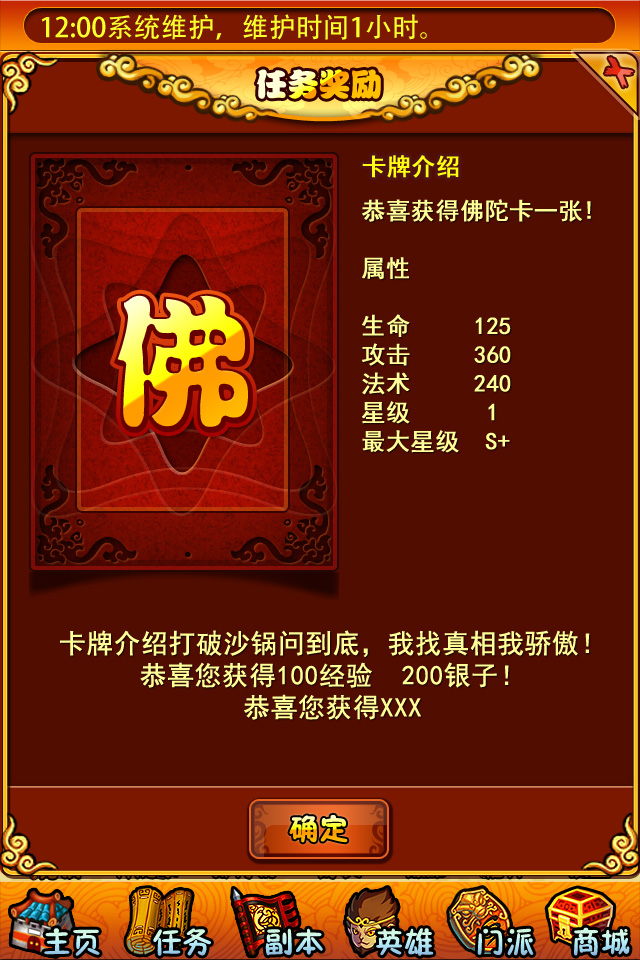 12:00系统维护，维护时间1小时。
任务奖励
卡牌介绍
恭喜获得佛陀卡一张！
属性
佛
生命 125
攻击 360
法术 240
星级 1
最大星级 S+
卡牌介绍打破沙锅问到底，我找真相我骄傲！
恭喜您获得100经验 200银子！
恭喜您获得XXX
确定
主页 任务 副本 英雄 门派 商城